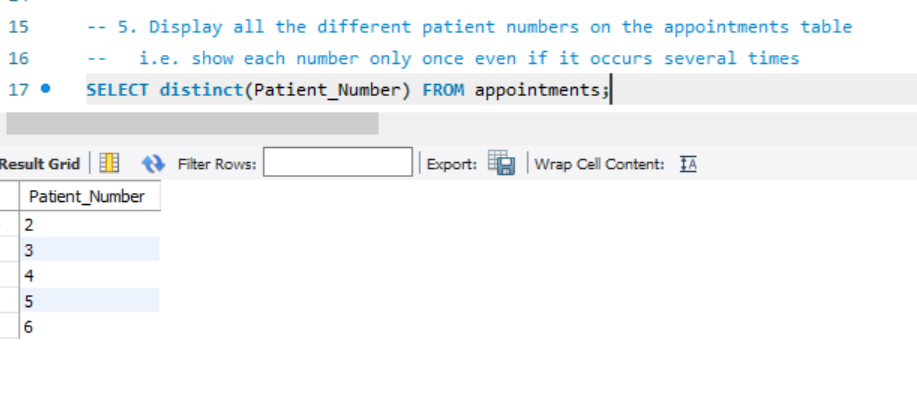 15 -- 5. Display all the different patient numbers on the appointments table
16 -- i.e. show each number only once even if it occurs several times
17 SELECT distinct(Patient_Number) FROM appointments;
Result Grid Filter Rows: Export: Wrap Cell Content: IA
Patient_Number
2
3
4
5
6